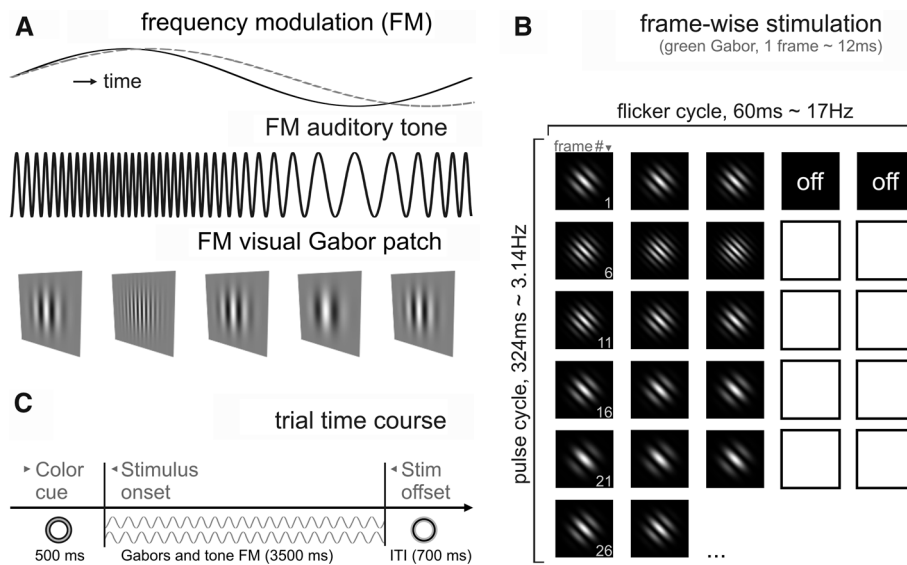 A
frequency modulation (FM)
time
FM auditory tone
FM visual Gabor patch
B
frame-wise stimulation
(green Gabor, 1 frame ~ 12ms)
flicker cycle, 60ms ~ 17Hz
pulse cycle, 324ms ~ 3.14Hz
frame#
1
off
off
6
11
16
21
26
...
C
trial time course
Color
cue
Stimulus
onset
Stim
offset
500 ms
Gabors and tone FM (3500 ms)
ITI (700 ms)